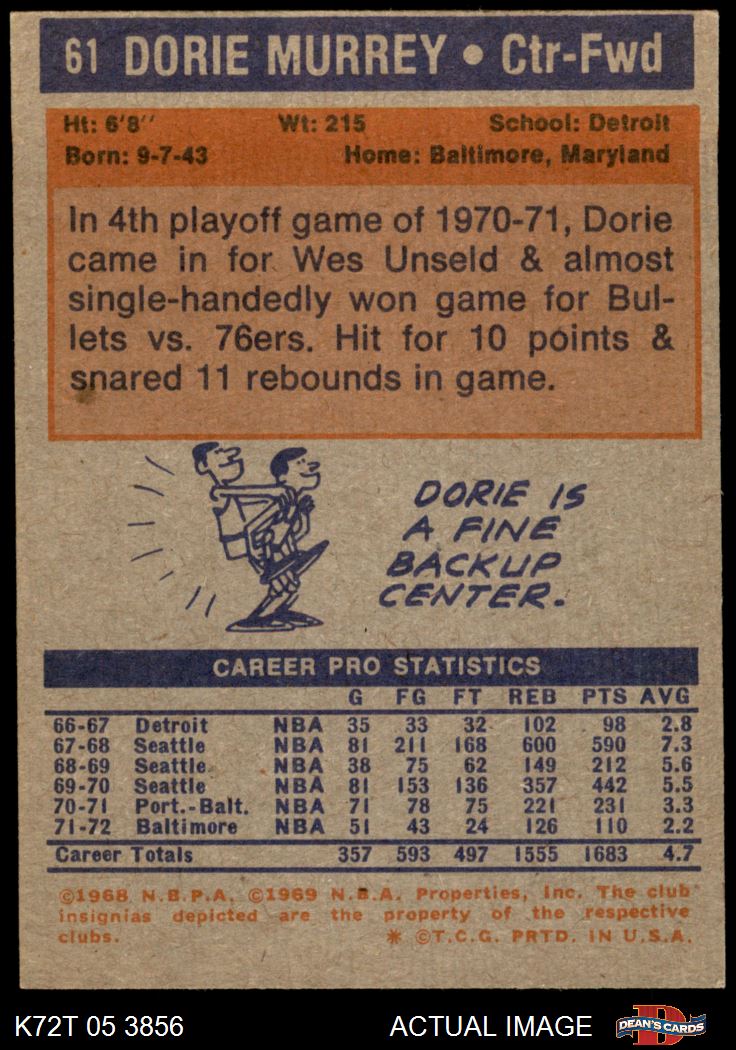 61 DORIE MURREY • Ctr-Fwd
Ht: 6'8'' Wt: 215 School: Detroit
Born: 9-7-43 Home: Baltimore, Maryland
In 4th playoff game of 1970-71, Dorie
came in for Wes Unseld & almost
single-handedly won game for Bul-
lets vs. 76ers. Hit for 10 points &
snared 11 rebounds in game.
DORIE IS
A FINE
BACKUP
CENTER.
CAREER PRO STATISTICS
G FG FT REB PTS AVG
66-67 Detroit NBA 35 33 32 102 98 2.8
67-68 Seattle NBA 81 211 168 600 590 7.3
68-69 Seattle NBA 38 75 62 149 212 5.6
69-70 Seattle NBA 81 153 136 357 442 5.5
70-71 Port.-Balt. NBA 71 78 75 221 231 3.3
71-72 Baltimore NBA 51 43 24 126 110 2.2
Career Totals 357 593 497 1555 1683 4.7
©1968 N.B.P.A. ©1969 N.B.A. Properties, Inc. The club
insignias depicted are the property of the respective
clubs. * ©T.C.G. PRTD. IN U.S.A.
K72T 05 3856 ACTUAL IMAGE DEAN'S CARDS